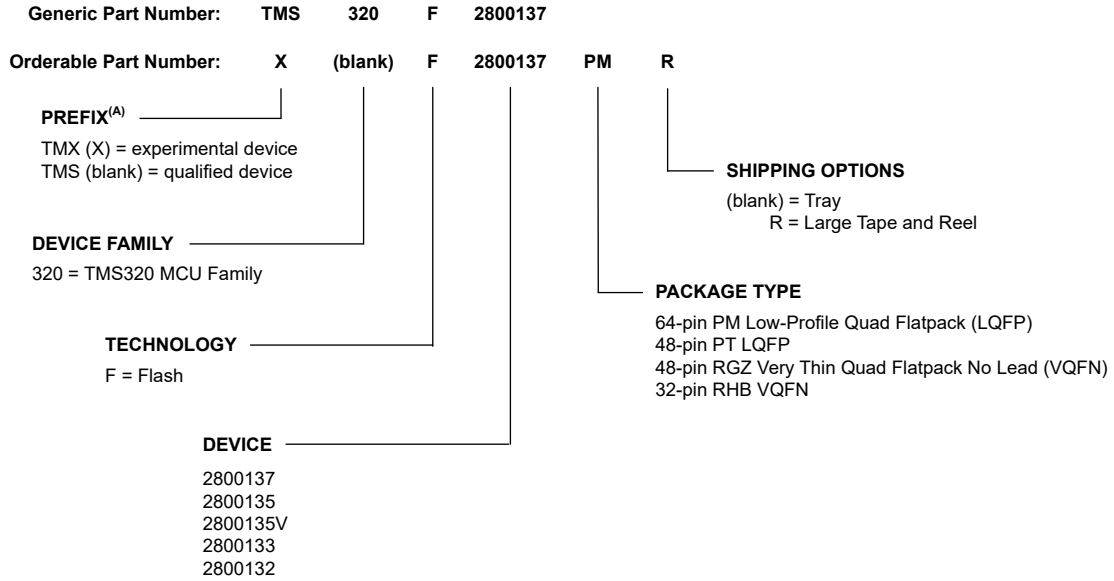 Generic Part Number: TMS 320 F 2800137
Orderable Part Number: X (blank) F 2800137 PM R
PREFIX(A)
TMX (X) = experimental device
TMS (blank) = qualified device
SHIPPING OPTIONS
(blank) = Tray
R = Large Tape and Reel
DEVICE FAMILY
320 = TMS320 MCU Family
PACKAGE TYPE
64-pin PM Low-Profile Quad Flatpack (LQFP)
48-pin PT LQFP
48-pin RGZ Very Thin Quad Flatpack No Lead (VQFN)
32-pin RHB VQFN
TECHNOLOGY
F = Flash
DEVICE
2800137
2800135
2800135V
2800133
2800132